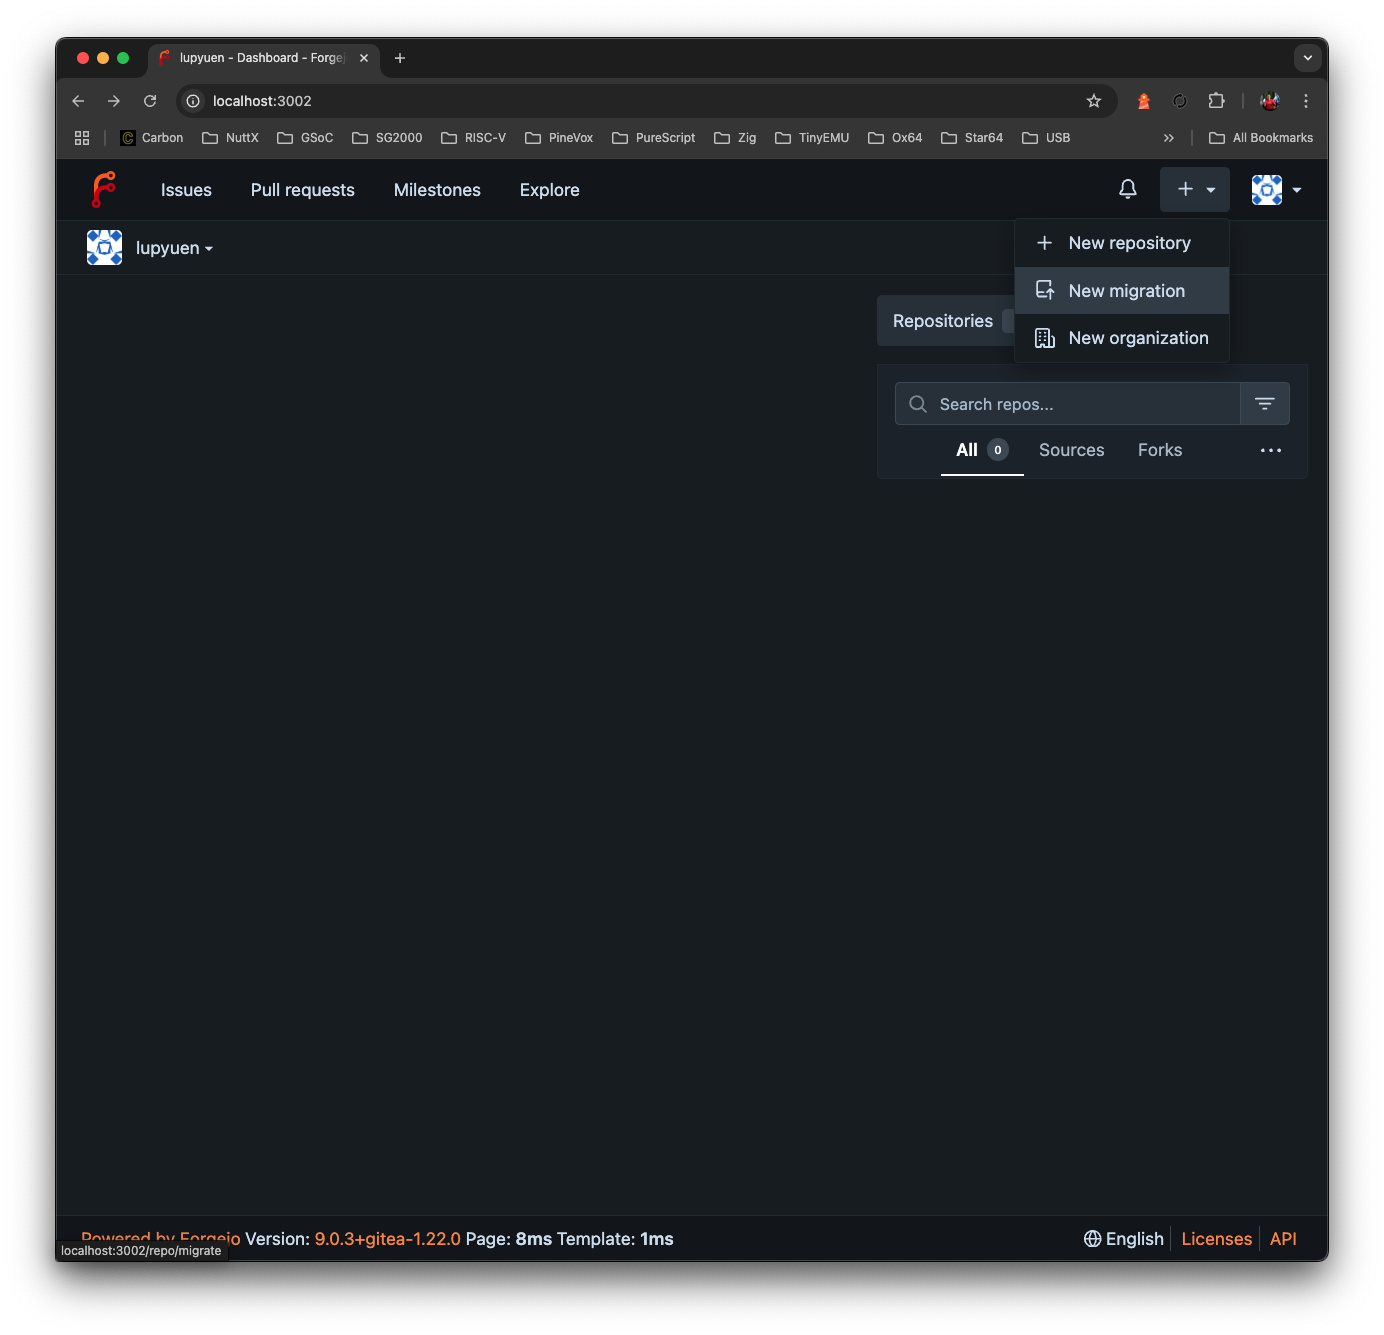 lupyuen - Dashboard - Forgej
localhost:3002
Carbon NuttX GSoC SG2000 RISC-V PineVox PureScript Zig TinyEMU Ox64 Star64 USB All Bookmarks
Issues Pull requests Milestones Explore
lupyuen
New repository
New migration
New organization
Repositories
Search repos...
All 0 Sources Forks
Powered by Forgejo Version: 9.0.3+gitea-1.22.0 Page: 8ms Template: 1ms
English Licenses API
localhost:3002/repo/migrate